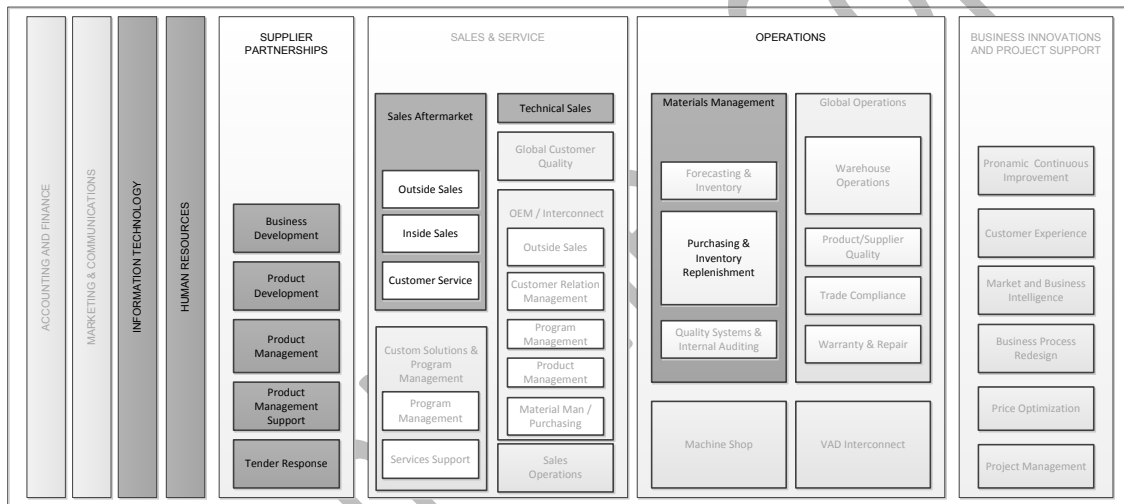 ACCOUNTING AND FINANCE
MARKETING & COMMUNICATIONS
INFORMATION TECHNOLOGY
HUMAN RESOURCES
SUPPLIER
PARTNERSHIPS
Business
Development
Product
Development
Product
Management
Product
Management
Support
Tender Response
SALES & SERVICE
Sales Aftermarket
Outside Sales
Inside Sales
Customer Service
Custom Solutions &
Program
Management
Program
Management
Services Support
Technical Sales
Global Customer
Quality
OEM / Interconnect
Outside Sales
Customer Relation
Management
Program
Management
Product
Management
Material Man /
Purchasing
Sales
Operations
OPERATIONS
Materials Management
Forecasting &
Inventory
Purchasing &
Inventory
Replenishment
Quality Systems &
Internal Auditing
Machine Shop
Global Operations
Warehouse
Operations
Product/Supplier
Quality
Trade Compliance
Warranty & Repair
VAD Interconnect
BUSINESS INNOVATIONS
AND PROJECT SUPPORT
Pronamic Continuous
Improvement
Customer Experience
Market and Business
Intelligence
Business Process
Redesign
Price Optimization
Project Management